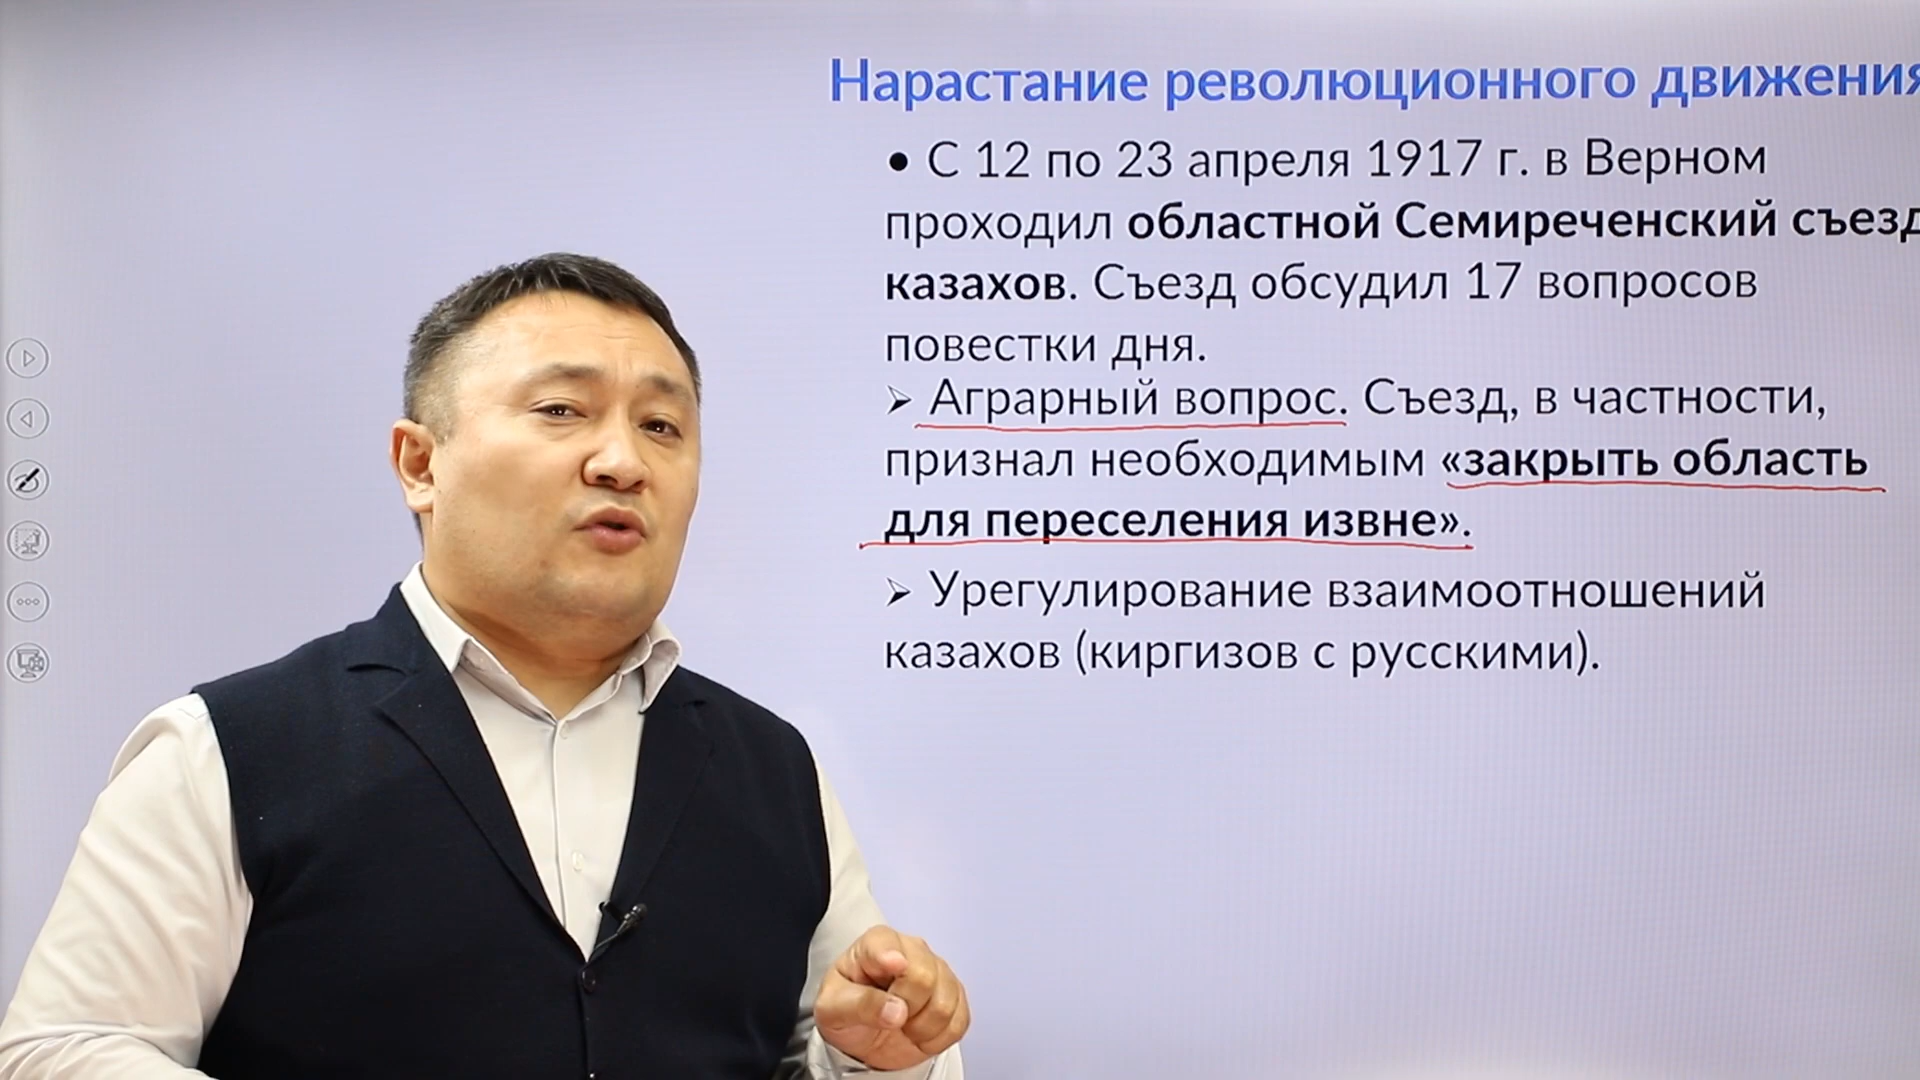 Нарастание революционного движения
• С 12 по 23 апреля 1917 г. в Верном
проходил областной Семиреченский съезд
казахов. Съезд обсудил 17 вопросов
повестки дня.
➢ Аграрный вопрос. Съезд, в частности,
признал необходимым «закрыть область
для переселения извне».
➢ Урегулирование взаимоотношений
казахов (киргизов с русскими).